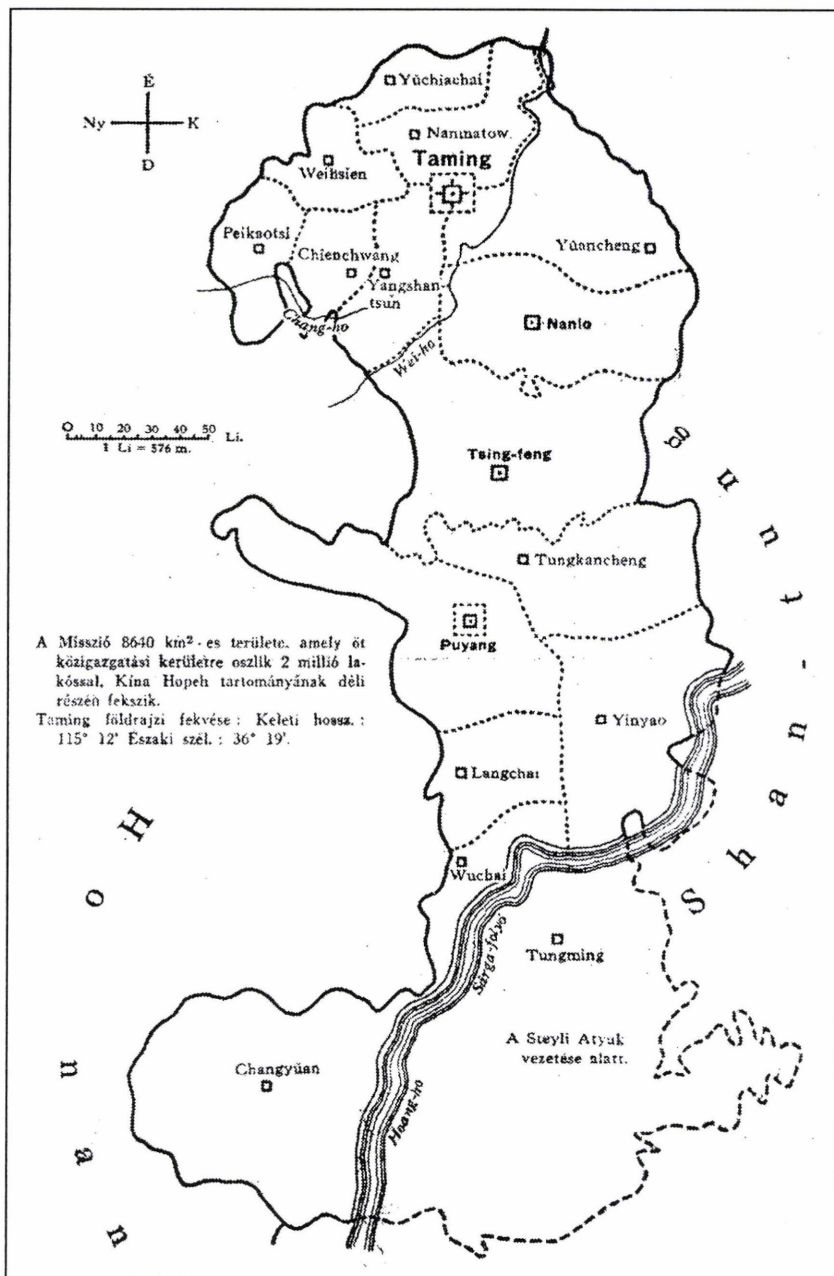 É
Ny K
D
Yüchiachai
Nanmatow.
Taming
Weihsien
Peikaotsi
Chienchwang
Yangshan
tsun
Yüancheng
Chang-ho
Wei-ho
Nanlo
O 10 20 30 40 50 Li.
1 Li = 576 m.
Tsing-feng
Shan-tung
Tungkancheng
Puyang
A Misszió 8640 km²-es területe, amely öt
közigazgatási kerületre oszlik 2 millió la-
kóssal, Kína Hopeh tartományának déli
részén fekszik.
Taming földrajzi fekvése : Keleti hossz. :
115° 12' Északi szél. : 36° 19'.
Yinyao
Langchai
Honan
Wuchai
Sárga-folyó
Tungming
A Steyli Atyák
vezetése alatt.
Changyüan
Hoang-ho